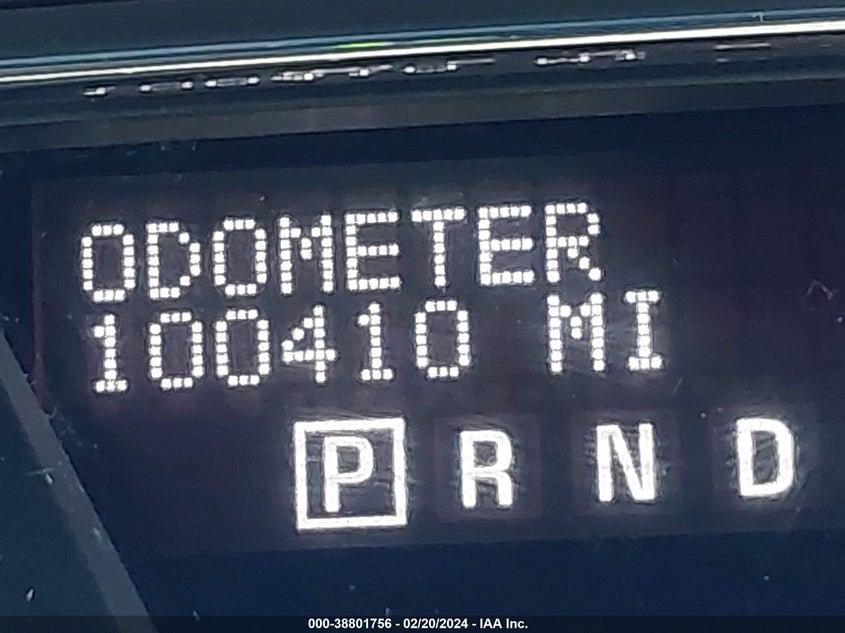 ODOMETER
100410 MI
P R N D
000-38801756 - 02/20/2024 - IAA Inc.